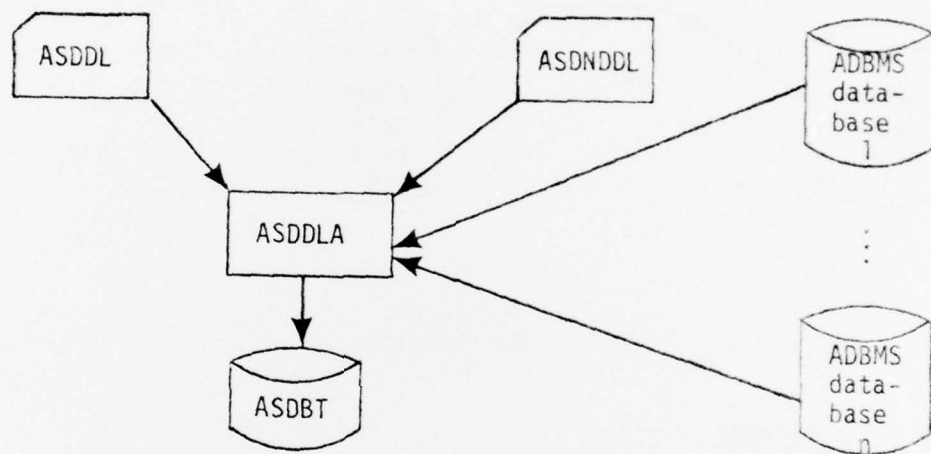 ASDDL
ASDNDDL
ADBMS
data-
base
1
ASDDLA
:
ADBMS
data-
base
n
ASDBT